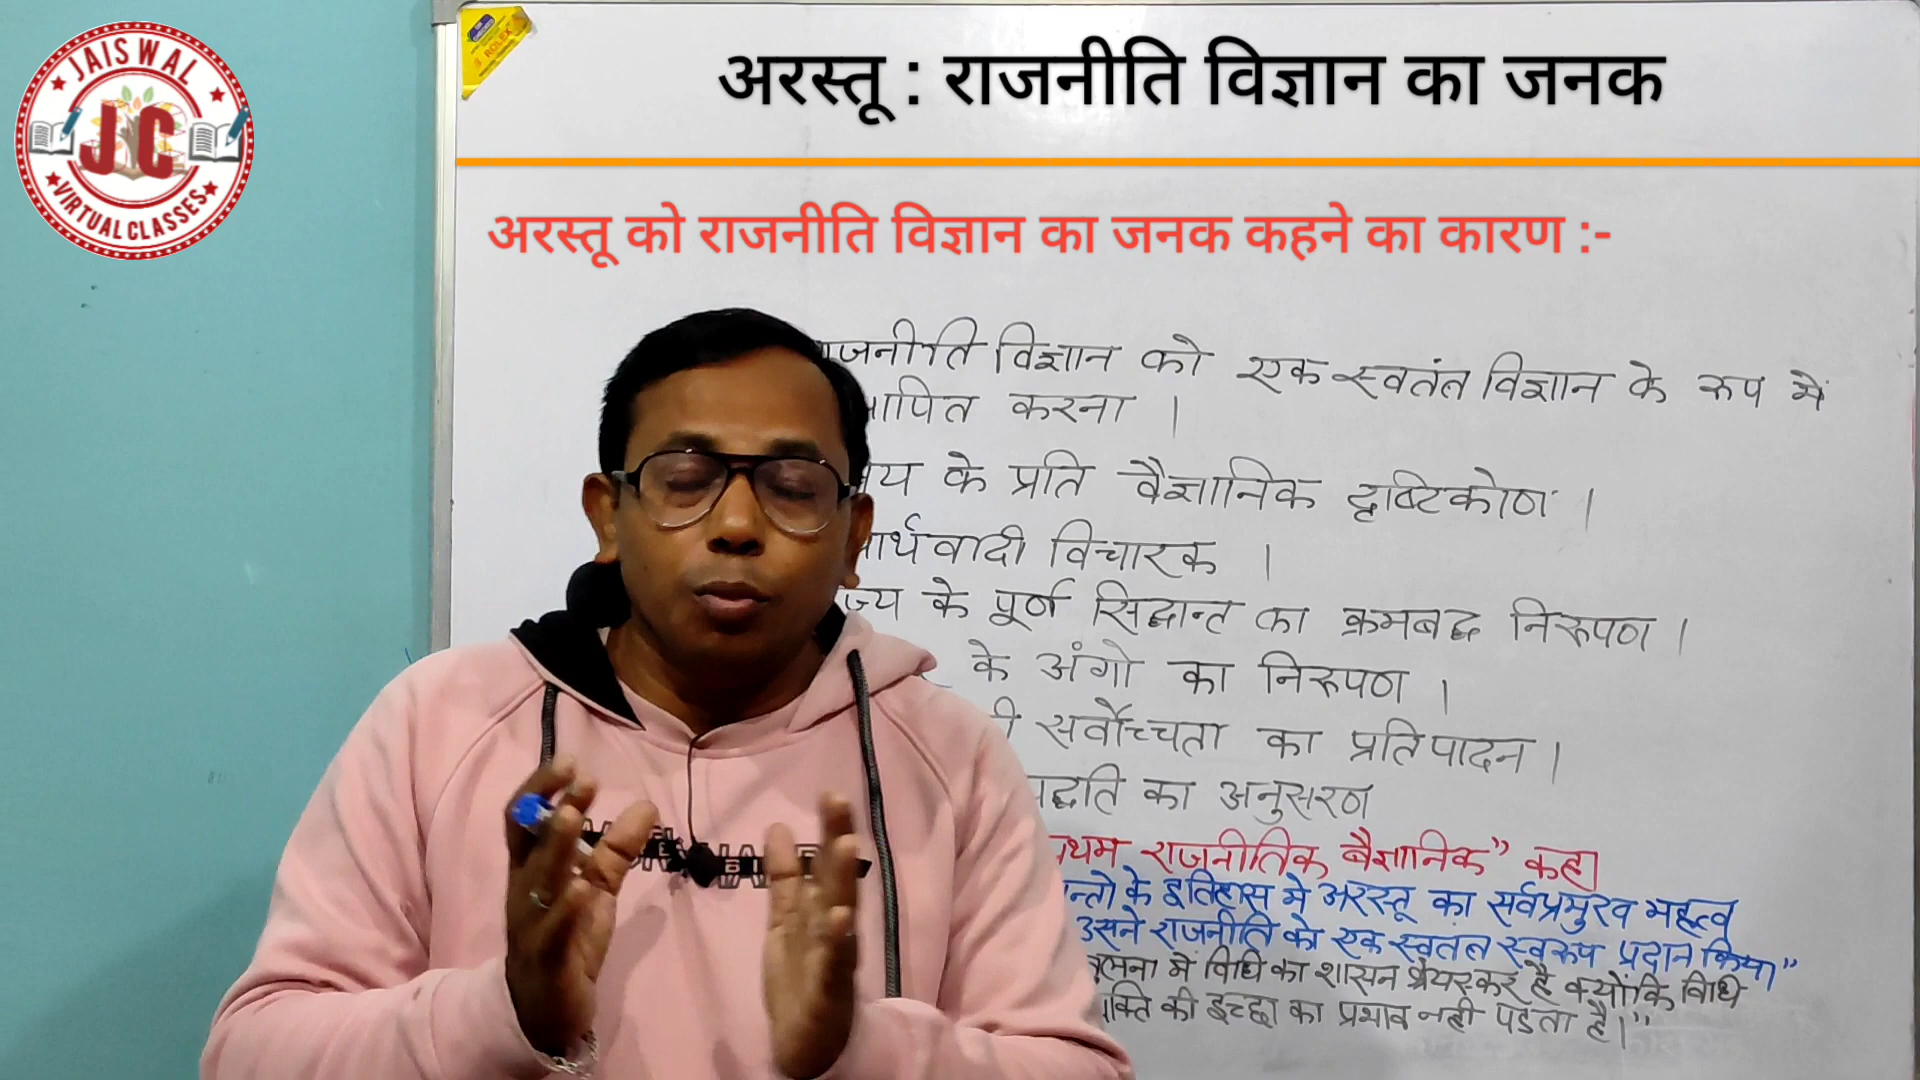 JAISWAL
JC
VIRTUAL CLASSES
ROLEX
अरस्तू : राजनीति विज्ञान का जनक
अरस्तू को राजनीति विज्ञान का जनक कहने का कारण :-
विज्ञान को एक स्वतंत्र विज्ञान के रूप में
करना ।
के प्रति वैज्ञानिक दृष्टिकोण ।
विचारक ।
के पूर्ण सिद्धान्त का क्रमबद्ध निरूपण ।
के अंगो का निरूपण ।
सर्वोच्चता का प्रतिपादन ।
का अनुसरण
राजनीतिक वैज्ञानिक” कहा
के इतिहास मे अरस्तू का सर्वप्रमुख महत्व
उसने राजनीति को एक स्वतंत्र स्वरूप प्रदान किया”
में विधि का शासन श्रेयस्कर है क्योंकि विधि
की इच्छा का प्रभाव नही पडता है।”